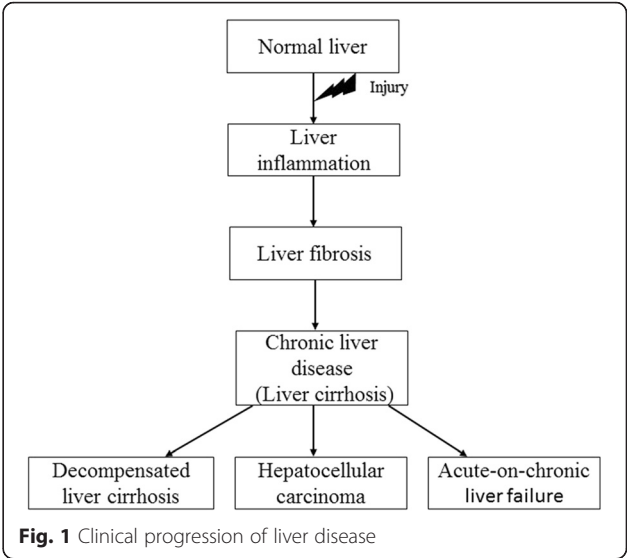 Normal liver
Injury
Liver
inflammation
Liver fibrosis
Chronic liver
disease
(Liver cirrhosis)
Decompensated
liver cirrhosis
Hepatocellular
carcinoma
Acute-on-chronic
liver failure
Fig. 1 Clinical progression of liver disease